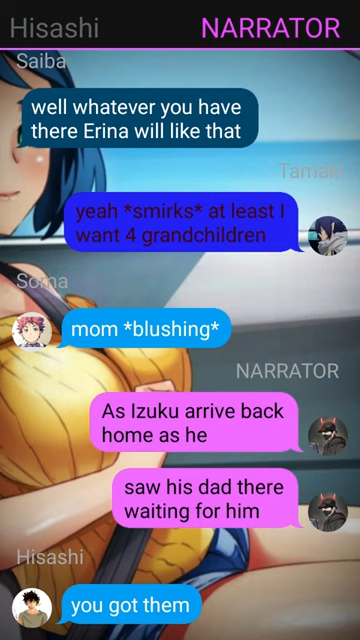 Hisashi NARRATOR
Saiba
well whatever you have
there Erina will like that
Tamaki
yeah *smirks* at least I
want 4 grandchildren
Soma
mom *blushing*
NARRATOR
As Izuku arrive back
home as he
NARRATOR
saw his dad there
waiting for him
Hisashi
you got them